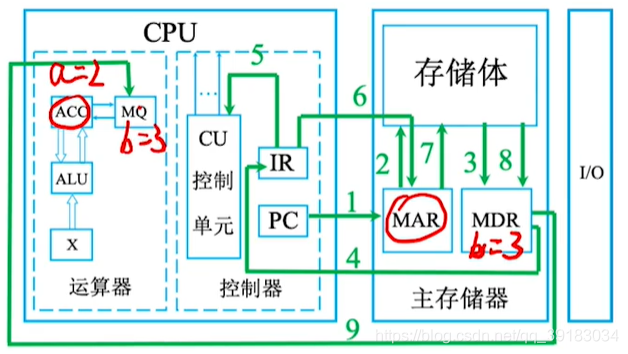 CPU
a=2
ACC
MQ
b=3
ALU
X
运算器
...
CU
控制
单元
5
IR
PC
控制器
6
1
4
9
存储体
2
7
3
8
MAR
MDR
b=3
主存储器
I/O
https://blog.csdn.net/qq_39183034